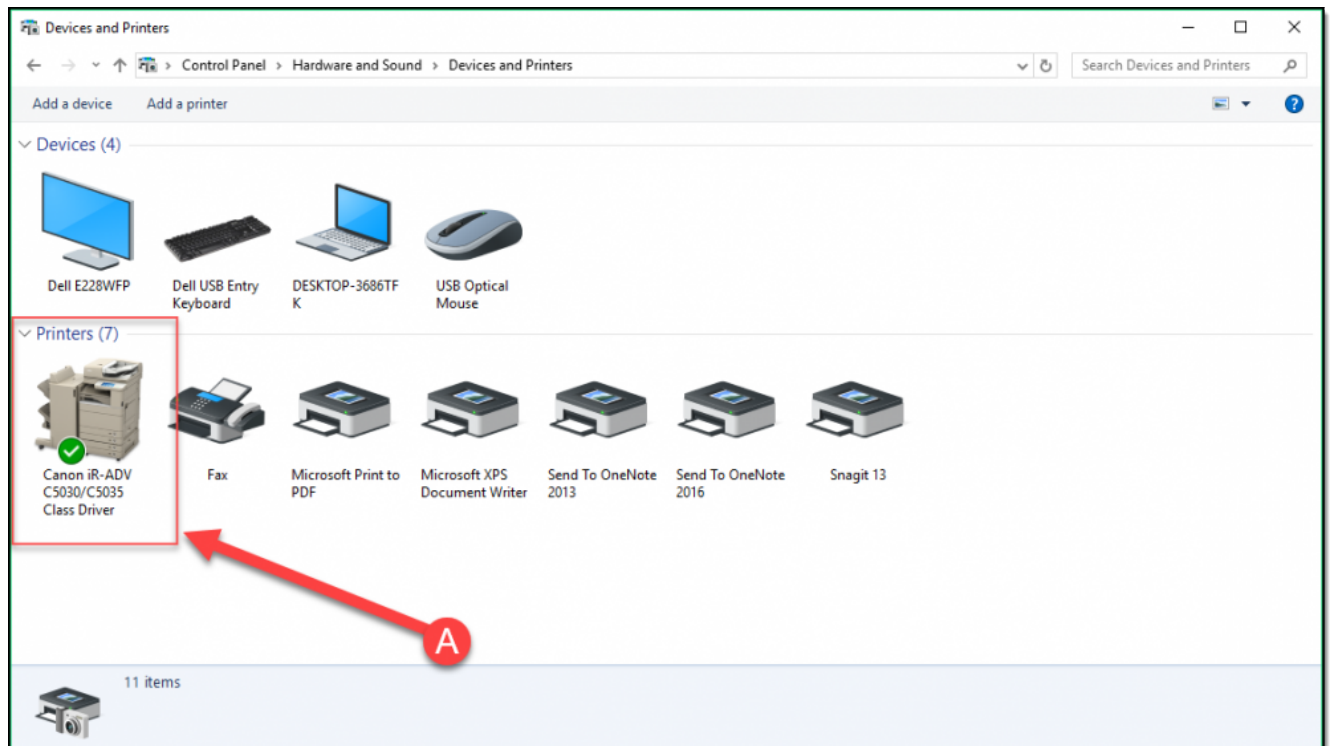 Devices and Printers
Control Panel > Hardware and Sound > Devices and Printers
Search Devices and Printers
Add a device Add a printer
?
Devices (4)
Dell E228WFP
Dell USB Entry
Keyboard
DESKTOP-3686TF
K
USB Optical
Mouse
Printers (7)
Canon iR-ADV
C5030/C5035
Class Driver
Fax
Microsoft Print to
PDF
Microsoft XPS
Document Writer
Send To OneNote
2013
Send To OneNote
2016
Snagit 13
A
11 items